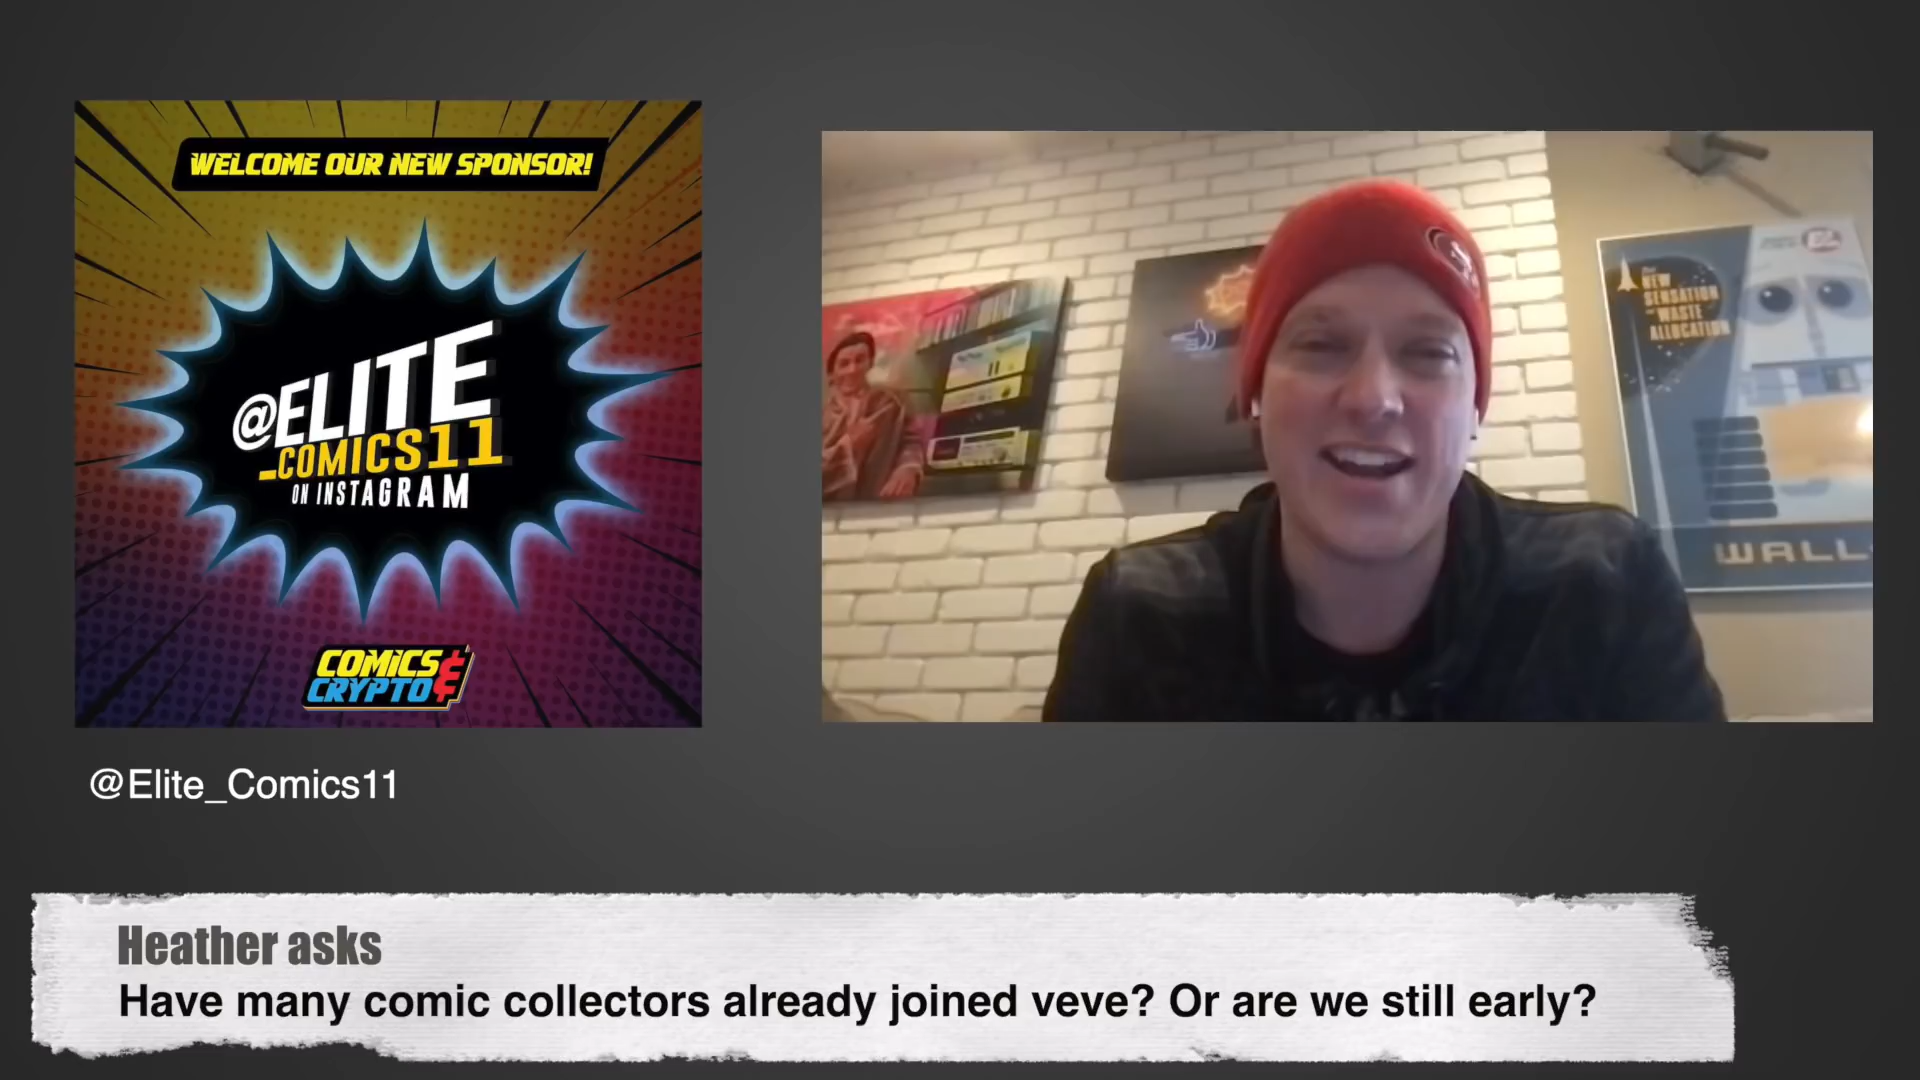 WELCOME OUR NEW SPONSOR!
@ELITE
_COMICS11
ON INSTAGRAM
COMICS &
CRYPTO
@Elite_Comics11
NEW
SENSATION
IN WASTE
ALLOCATION
WALL
Heather asks
Have many comic collectors already joined veve? Or are we still early?